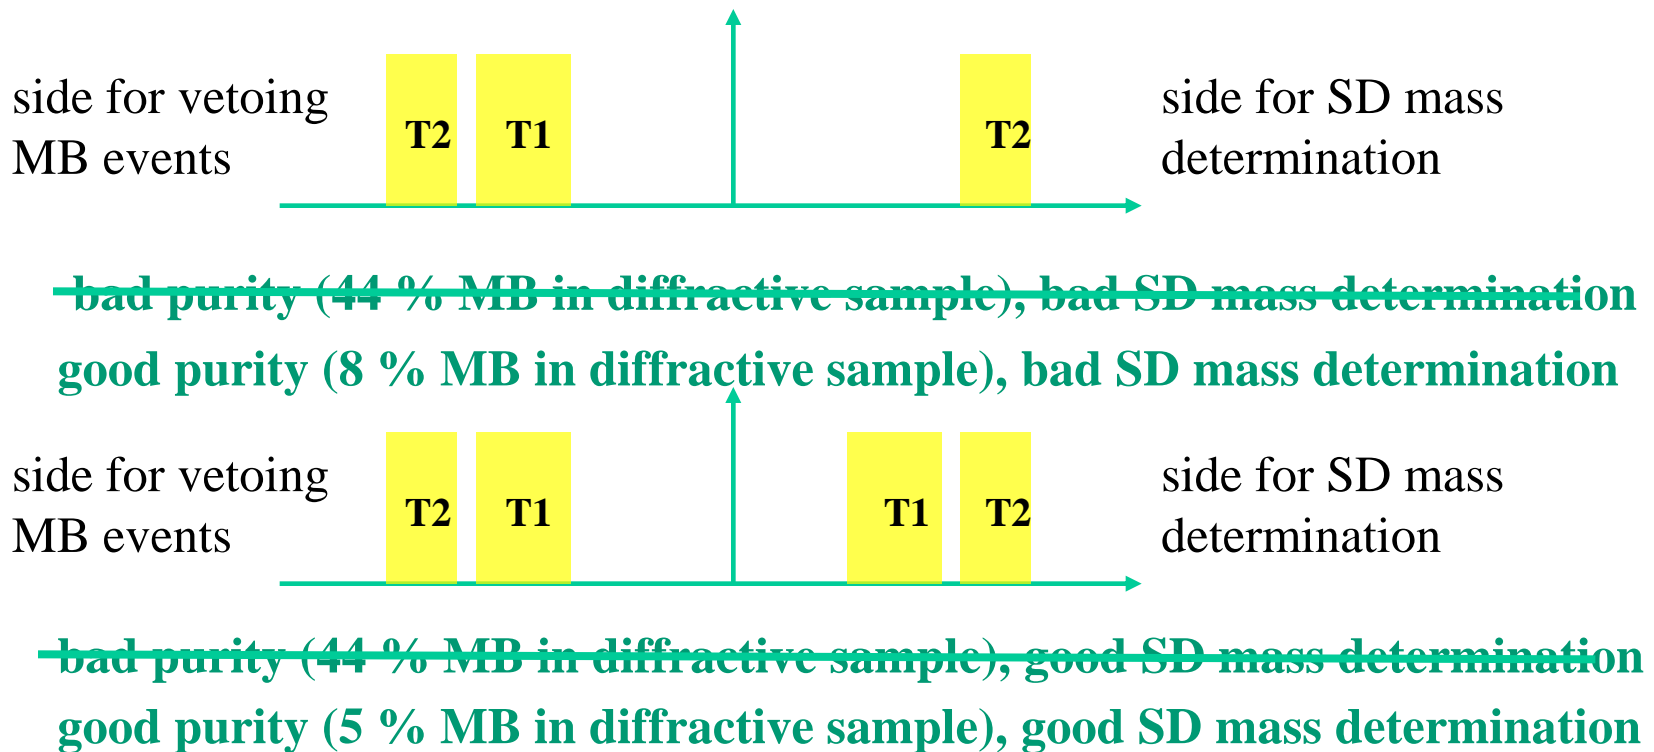 side for vetoing
MB events
T2 T1 T2
side for SD mass
determination
bad purity (44 % MB in diffractive sample), bad SD mass determination
good purity (8 % MB in diffractive sample), bad SD mass determination
side for vetoing
MB events
T2 T1 T1 T2
side for SD mass
determination
bad purity (44 % MB in diffractive sample), good SD mass determination
good purity (5 % MB in diffractive sample), good SD mass determination